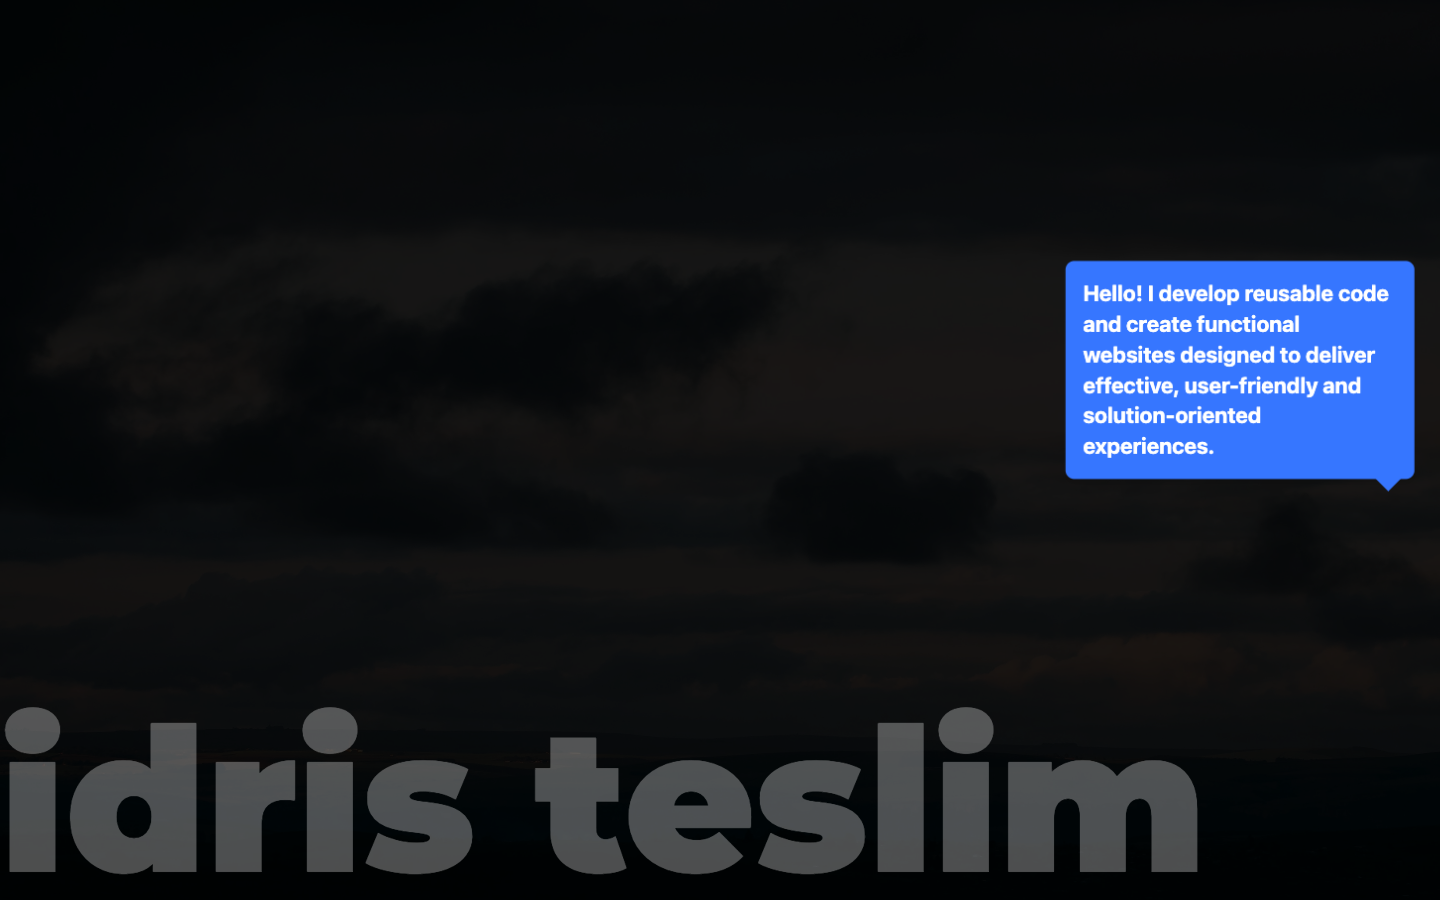 Hello! I develop reusable code
and create functional
websites designed to deliver
effective, user-friendly and
solution-oriented
experiences.
idris teslim